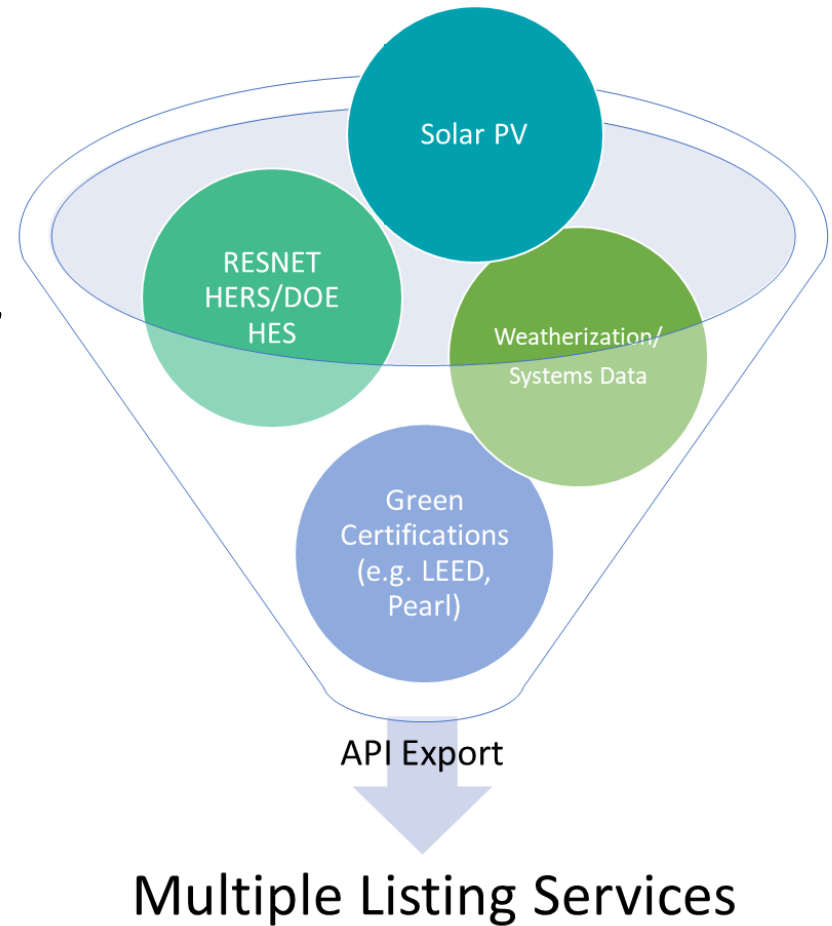 Solar PV
RESNET
HERS/DOE
HES
Weatherization/
Systems Data
Green
Certifications
(e.g. LEED,
Pearl)
API Export
Multiple Listing Services